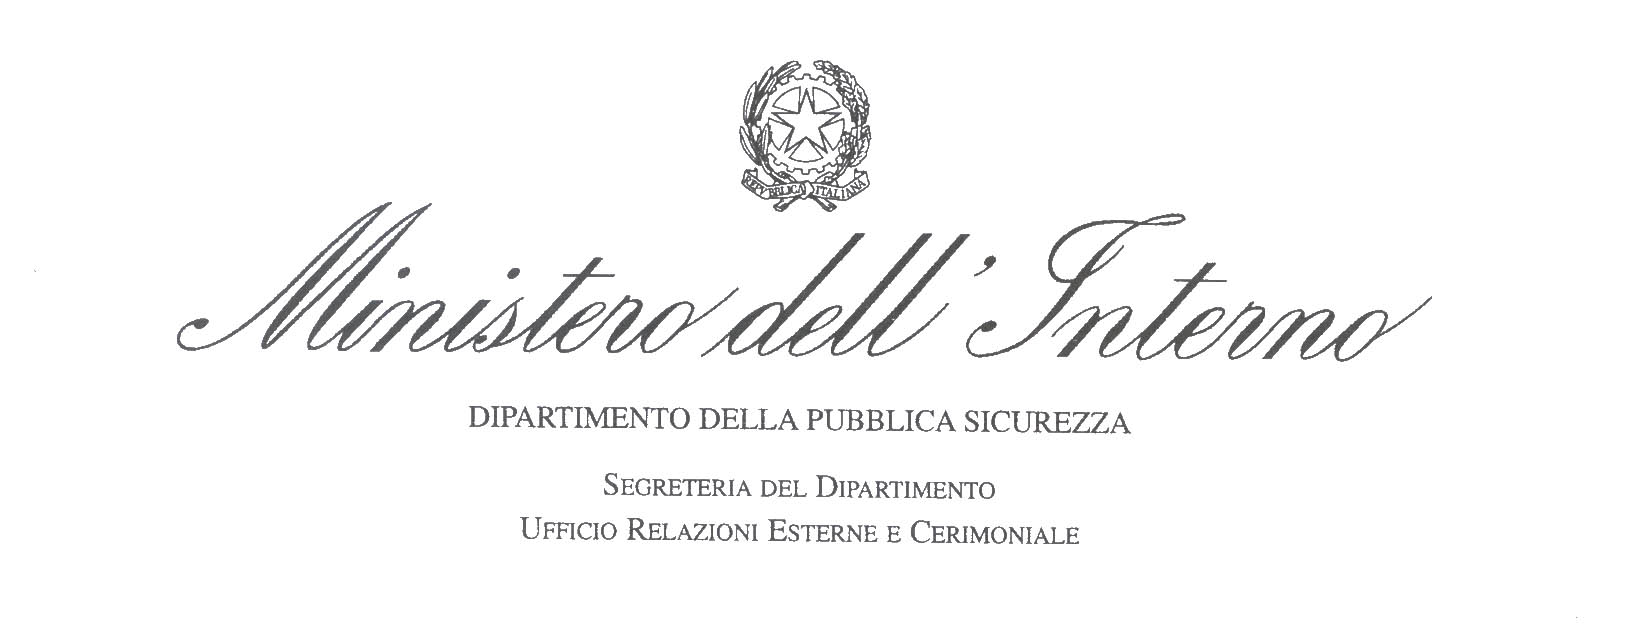 REPVBBLICA ITALIANA
Ministero dell'Interno
DIPARTIMENTO DELLA PUBBLICA SICUREZZA
SEGRETERIA DEL DIPARTIMENTO
UFFICIO RELAZIONI ESTERNE E CERIMONIALE